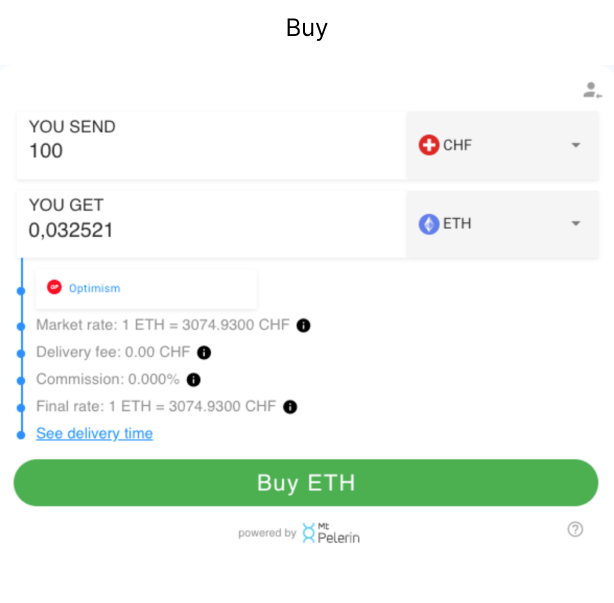 Buy
YOU SEND
100
CHF
YOU GET
0,032521
ETH
OP Optimism
Market rate: 1 ETH = 3074.9300 CHF
Delivery fee: 0.00 CHF
Commission: 0.000%
Final rate: 1 ETH = 3074.9300 CHF
See delivery time
Buy ETH
powered by Mt Pelerin